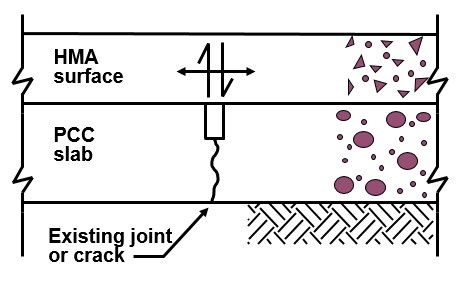 HMA
surface
PCC
slab
Existing joint
or crack